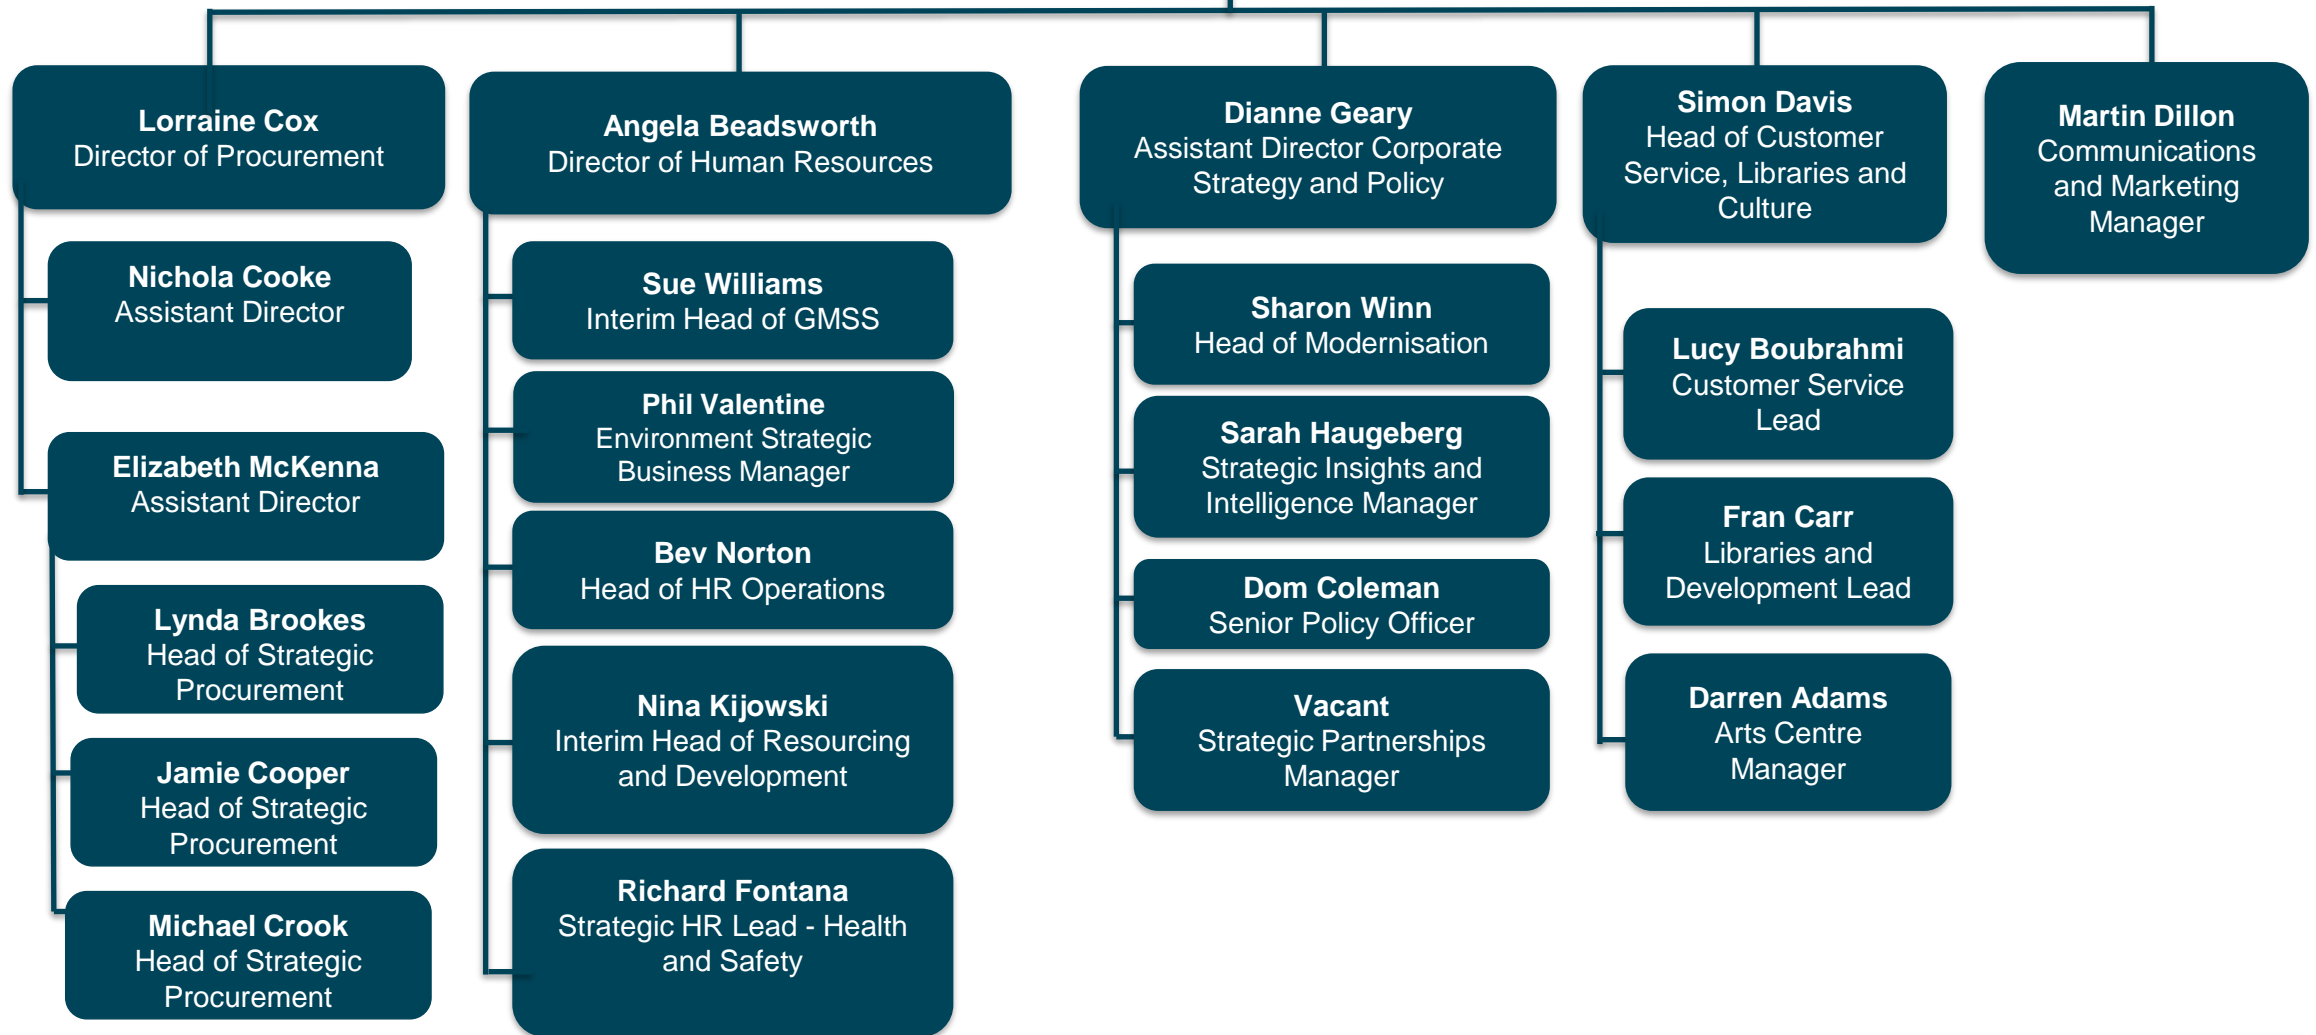 Lorraine Cox
Director of Procurement
Nichola Cooke
Assistant Director
Elizabeth McKenna
Assistant Director
Lynda Brookes
Head of Strategic
Procurement
Jamie Cooper
Head of Strategic
Procurement
Michael Crook
Head of Strategic
Procurement
Angela Beadsworth
Director of Human Resources
Sue Williams
Interim Head of GMSS
Phil Valentine
Environment Strategic
Business Manager
Bev Norton
Head of HR Operations
Nina Kijowski
Interim Head of Resourcing
and Development
Richard Fontana
Strategic HR Lead - Health
and Safety
Dianne Geary
Assistant Director Corporate
Strategy and Policy
Sharon Winn
Head of Modernisation
Sarah Haugeberg
Strategic Insights and
Intelligence Manager
Dom Coleman
Senior Policy Officer
Vacant
Strategic Partnerships
Manager
Simon Davis
Head of Customer
Service, Libraries and
Culture
Lucy Boubrahmi
Customer Service
Lead
Fran Carr
Libraries and
Development Lead
Darren Adams
Arts Centre
Manager
Martin Dillon
Communications
and Marketing
Manager